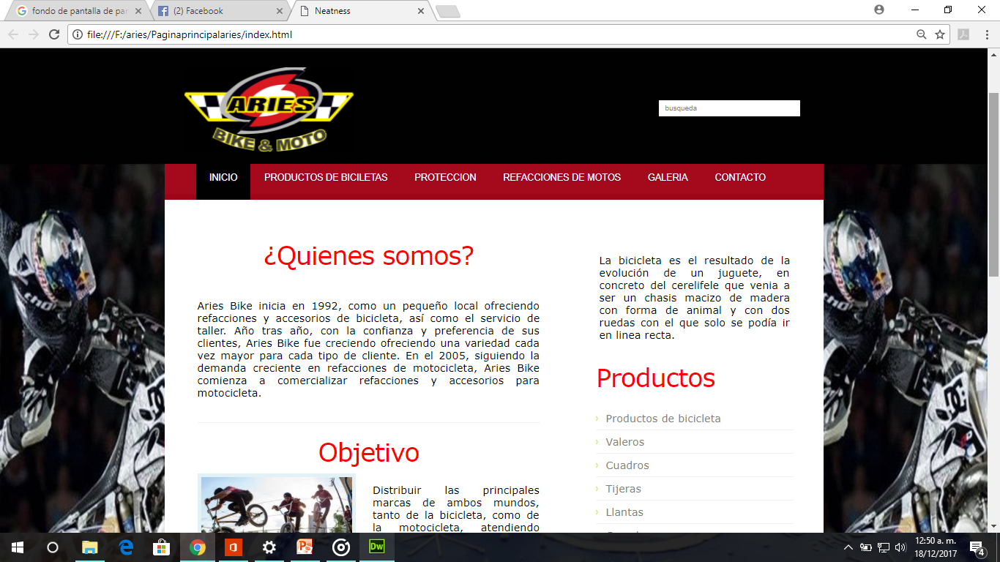 fondo de pantalla de par
(2) Facebook
Neatness
file:///F:/aries/Paginaprincipalaries/index.html
ARIES
BIKE & MOTO
busqueda
INICIO
PRODUCTOS DE BICILETAS
PROTECCION
REFACCIONES DE MOTOS
GALERIA
CONTACTO
¿Quienes somos?
Aries Bike inicia en 1992, como un pequeño local ofreciendo
refacciones y accesorios de bicicleta, así como el servicio de
taller. Año tras año, con la confianza y preferencia de sus
clientes, Aries Bike fue creciendo ofreciendo una variedad cada
vez mayor para cada tipo de cliente. En el 2005, siguiendo la
demanda creciente en refacciones de motocicleta, Aries Bike
comienza a comercializar refacciones y accesorios para
motocicleta.
Objetivo
Distribuir las principales
marcas de ambos mundos,
tanto de la bicicleta, como de
la motocicleta, atendiendo
La bicicleta es el resultado de la
evolución de un juguete, en
concreto del cerelifele que venia a
ser un chasis macizo de madera
con forma de animal y con dos
ruedas con el que solo se podía ir
en linea recta.
Productos
Productos de bicicleta
Valeros
Cuadros
Tijeras
Llantas
12:50 a. m.
18/12/2017
4